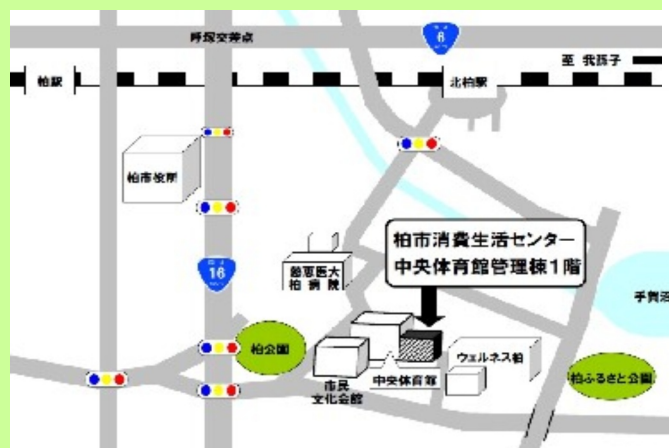 呼塚交差点
6
至 我孫子
柏駅
北柏駅
柏市役所
柏市消費生活センター
中央体育館管理棟1階
16
慈恵医大
柏病院
手賀沼
柏公園
ウェルネス柏
市民
文化会館
中央体育館
柏ふるさと公園